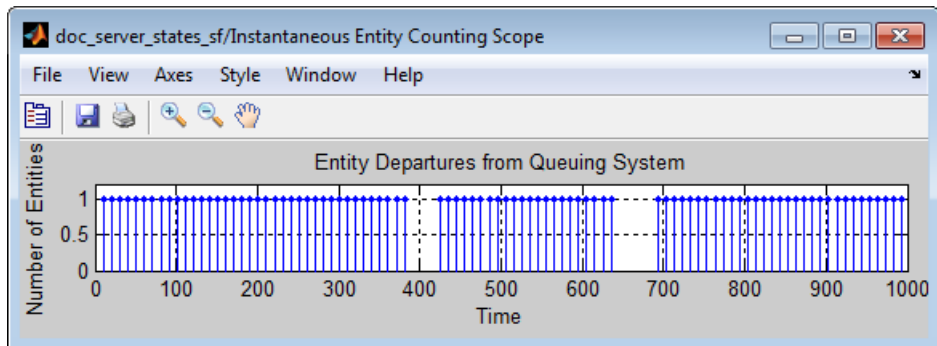 doc_server_states_sf/Instantaneous Entity Counting Scope
File View Axes Style Window Help
Entity Departures from Queuing System
Number of Entities
1
0.5
0
0 100 200 300 400 500 600 700 800 900 1000
Time